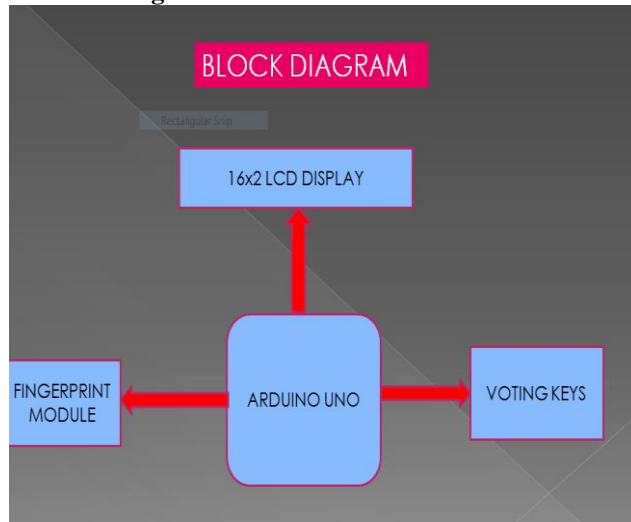 BLOCK DIAGRAM
Rectangular Snip
16x2 LCD DISPLAY
FINGERPRINT
MODULE
ARDUINO UNO
VOTING KEYS